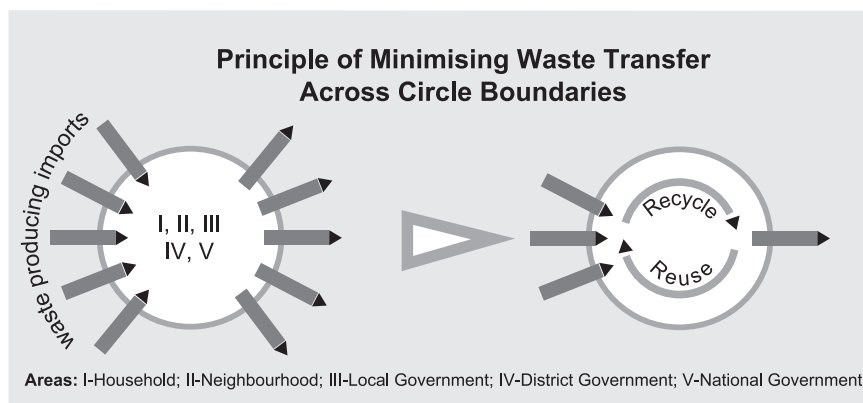 Principle of Minimising Waste Transfer
Across Circle Boundaries
waste producing imports
I, II, III
IV, V
Recycle
Reuse
Areas: I-Household; II-Neighbourhood; III-Local Government; IV-District Government; V-National Government